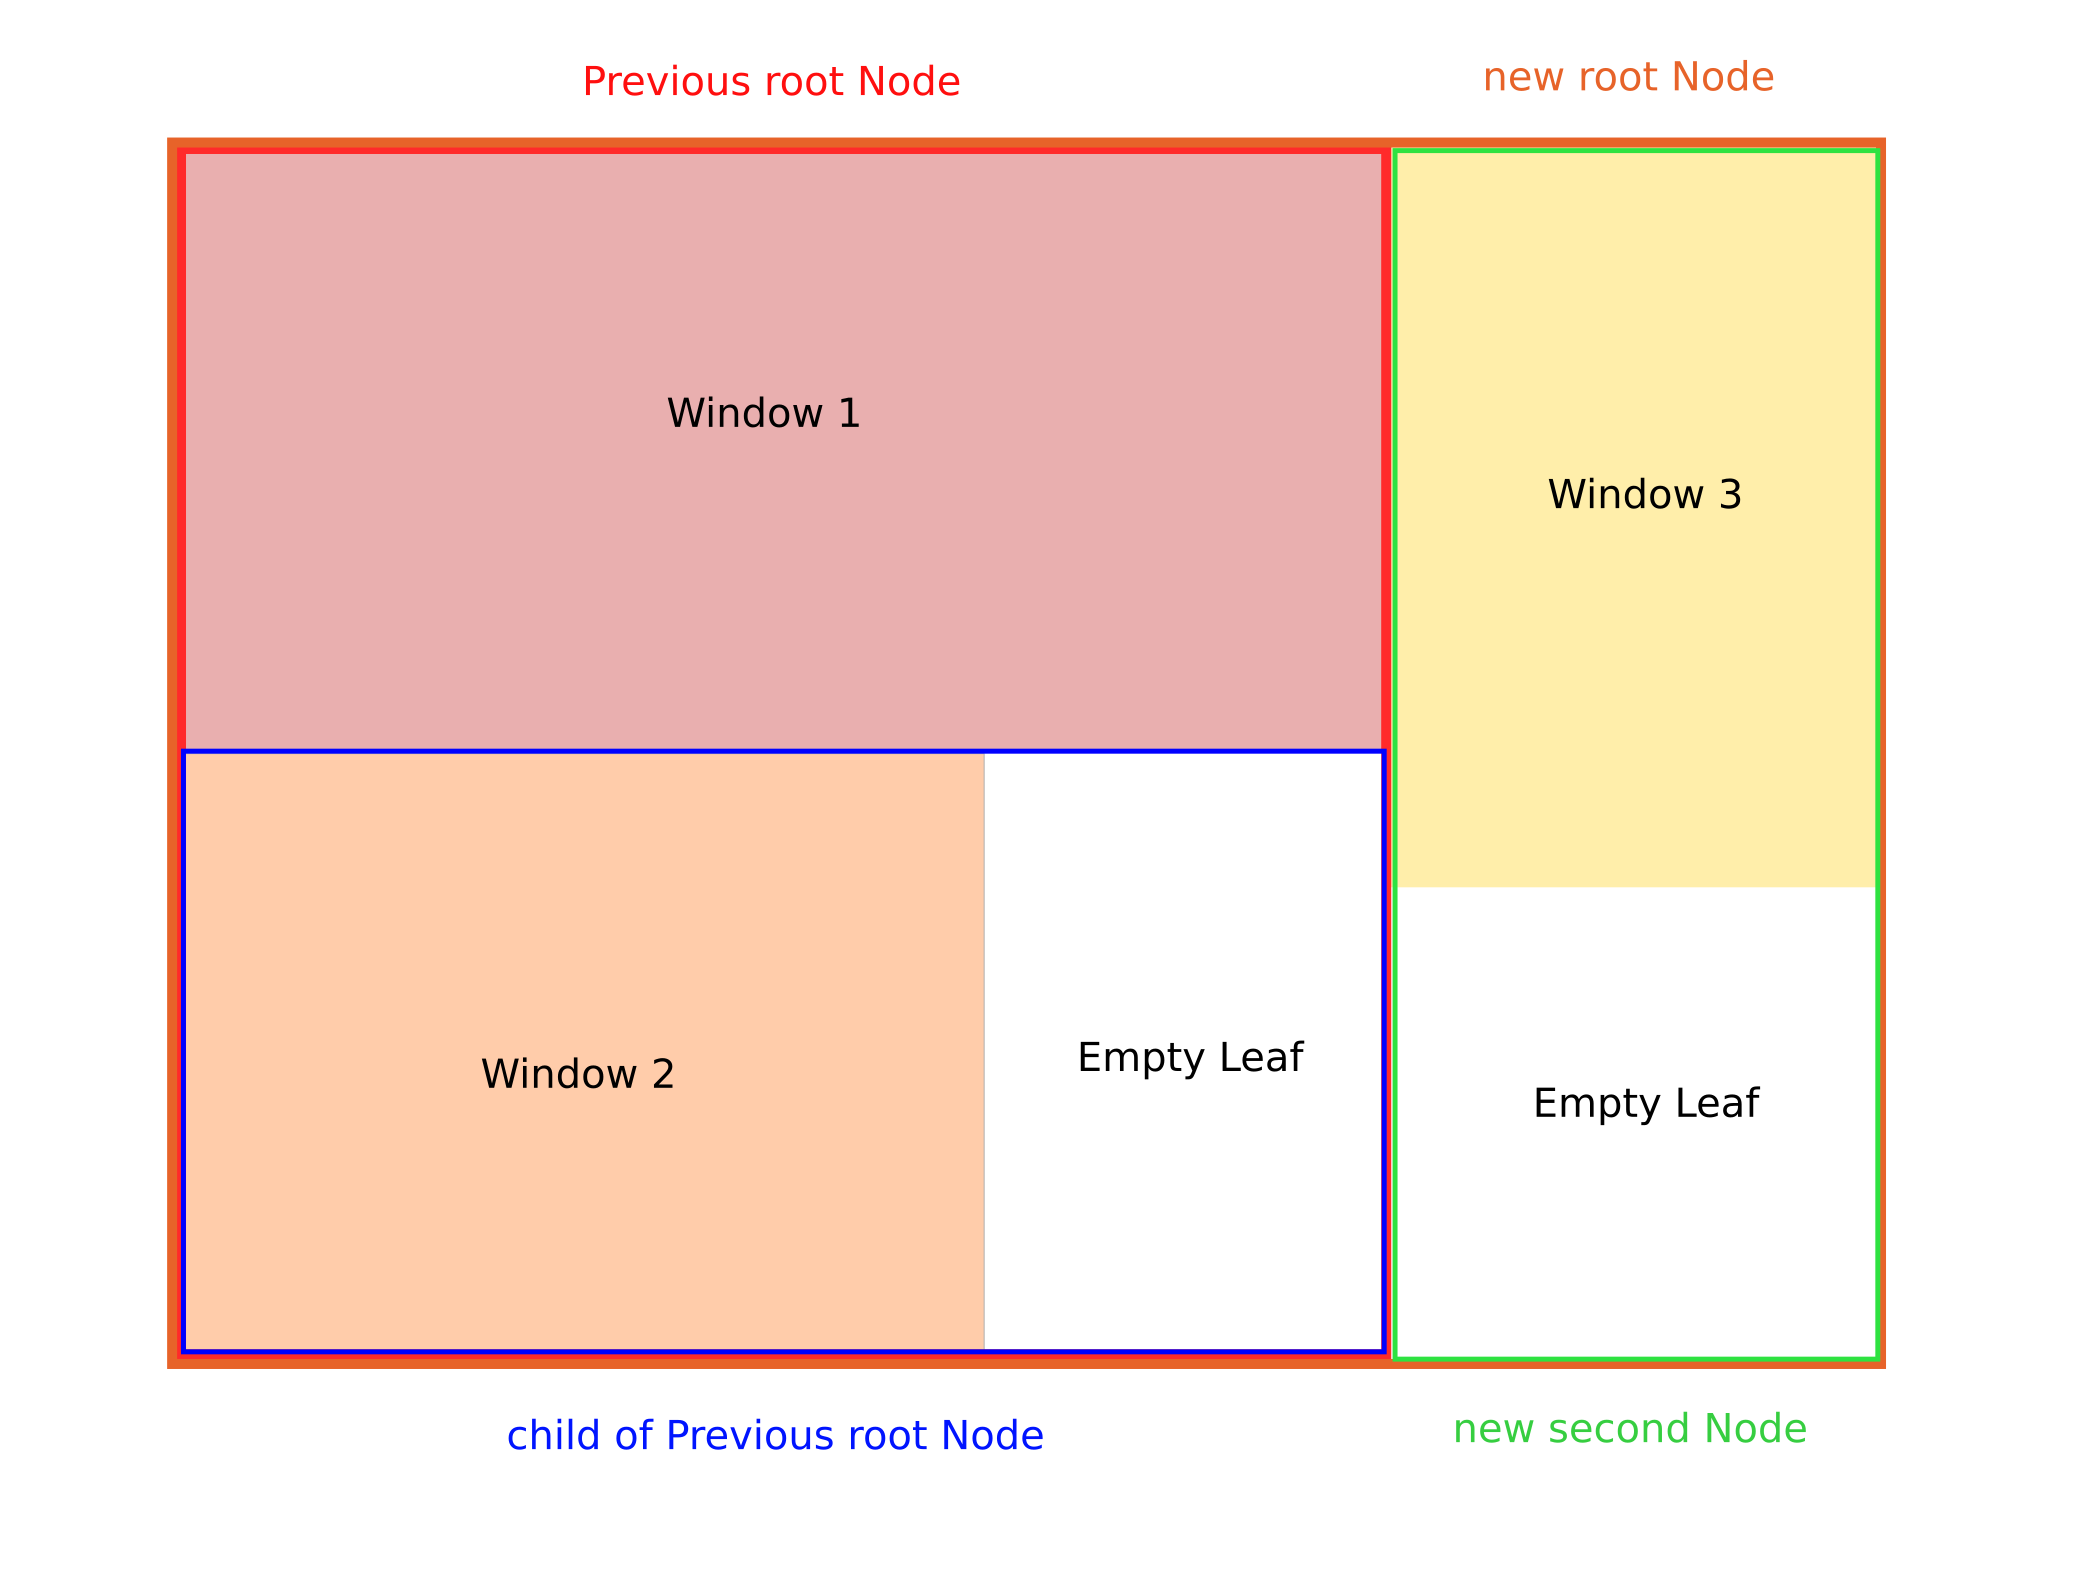 Previous root Node
new root Node
Window 1
Window 3
Window 2
Empty Leaf
Empty Leaf
child of Previous root Node
new second Node